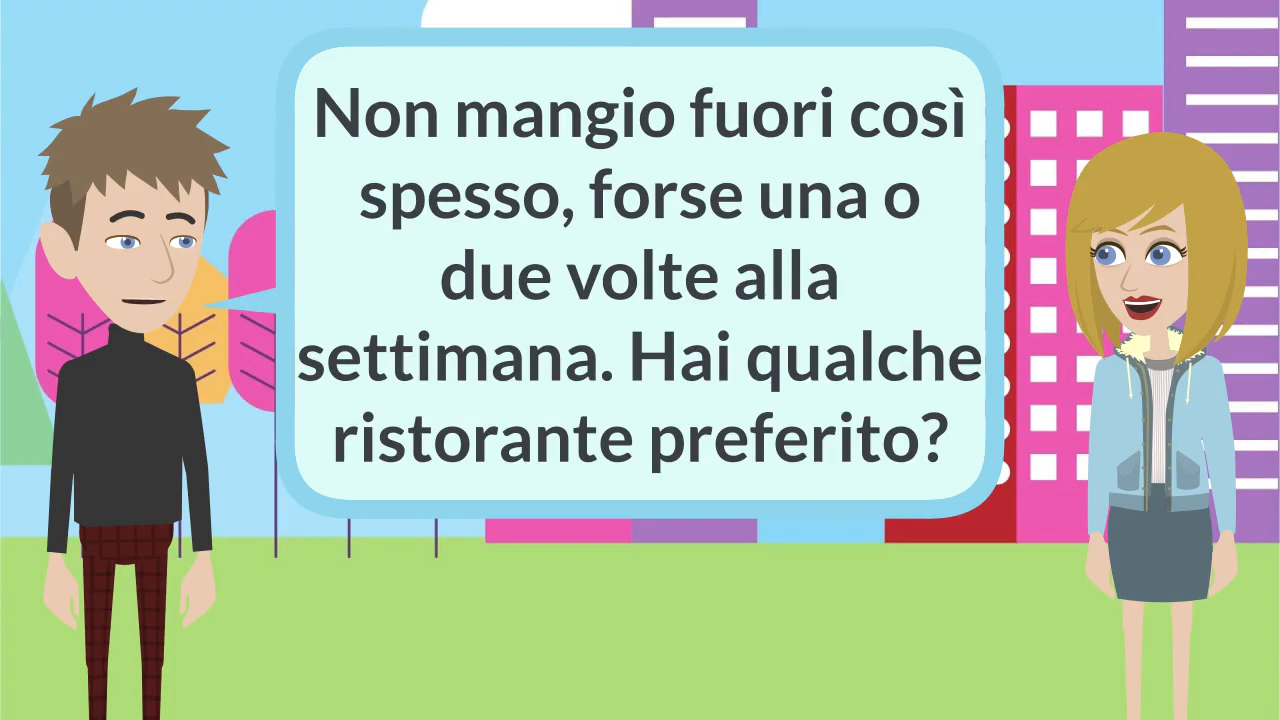 Non mangio fuori così
spesso, forse una o
due volte alla
settimana. Hai qualche
ristorante preferito?